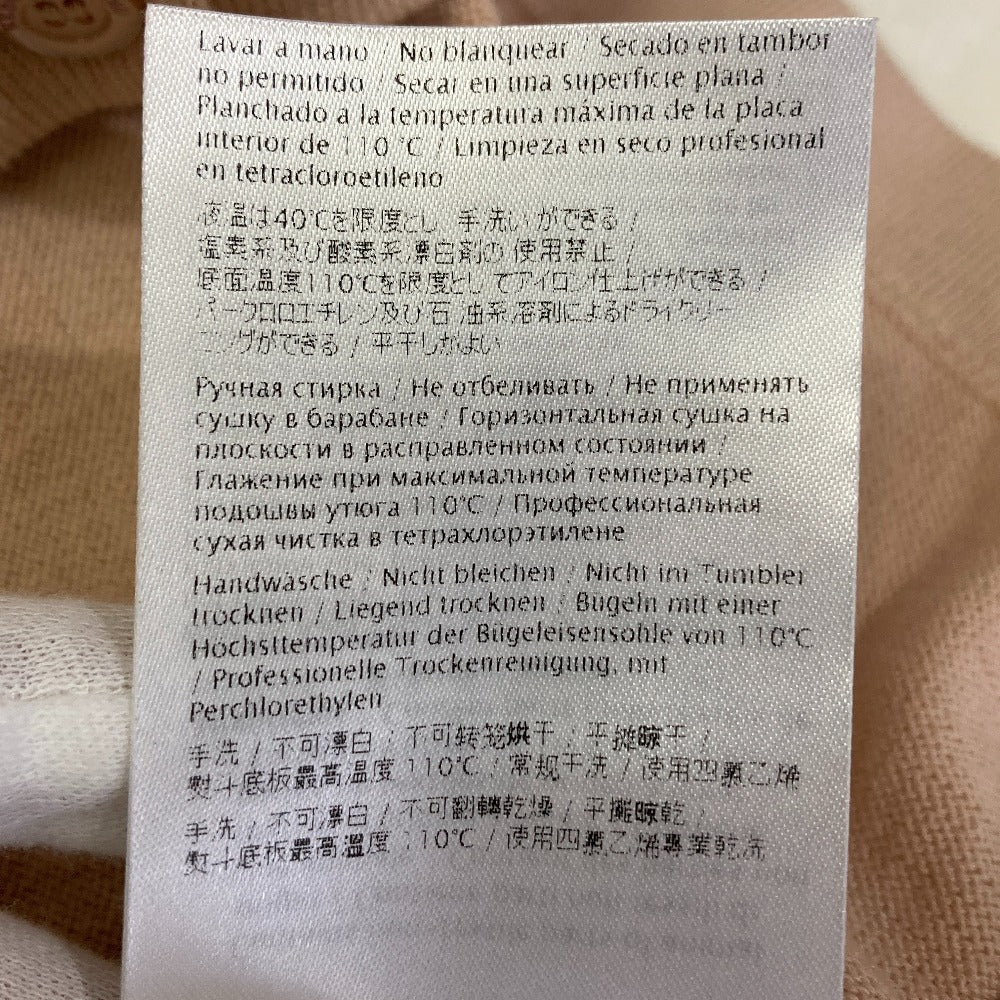 Lavar a mano / No blanquear / Secado en tambor
no permitido / Secar en una superficie plana /
Planchado a la temperatura máxima de la placa
interior de 110 °C / Limpieza en seco profesional
en tetracloroetileno
液温は40℃を限度とし 手洗いができる /
塩素系及び酸素系漂白剤の 使用禁止 /
底面温度110℃を限度としてアイロン仕上げができる /
パークロロエチレン及び石 油系溶剤によるドライクリー
ニングができる / 平干しがよい
Ручная стирка / Не отбеливать / Не применять
сушку в барабане / Горизонтальная сушка на
плоскости в расправленном состоянии /
Глажение при максимальной температуре
подошвы утюга 110°C / Профессиональная
сухая чистка в тетрахлорэтилене
Handwäsche / Nicht bleichen / Nicht im Tumbler
trocknen / Liegend trocknen / Bügeln mit einer
Höchsttemperatur der Bügeleisensohle von 110°C
/ Professionelle Trockenreinigung, mit
Perchlorethylen
手洗 / 不可漂白 / 不可转笼烘干 / 平摊晾干 /
熨斗底板最高温度 110℃ / 常规干洗 / 使用四氯乙烯
手洗 / 不可漂白 / 不可翻轉乾燥 / 平攤晾乾 /
熨斗底板最高溫度 110℃ / 使用四氯乙烯專業乾洗